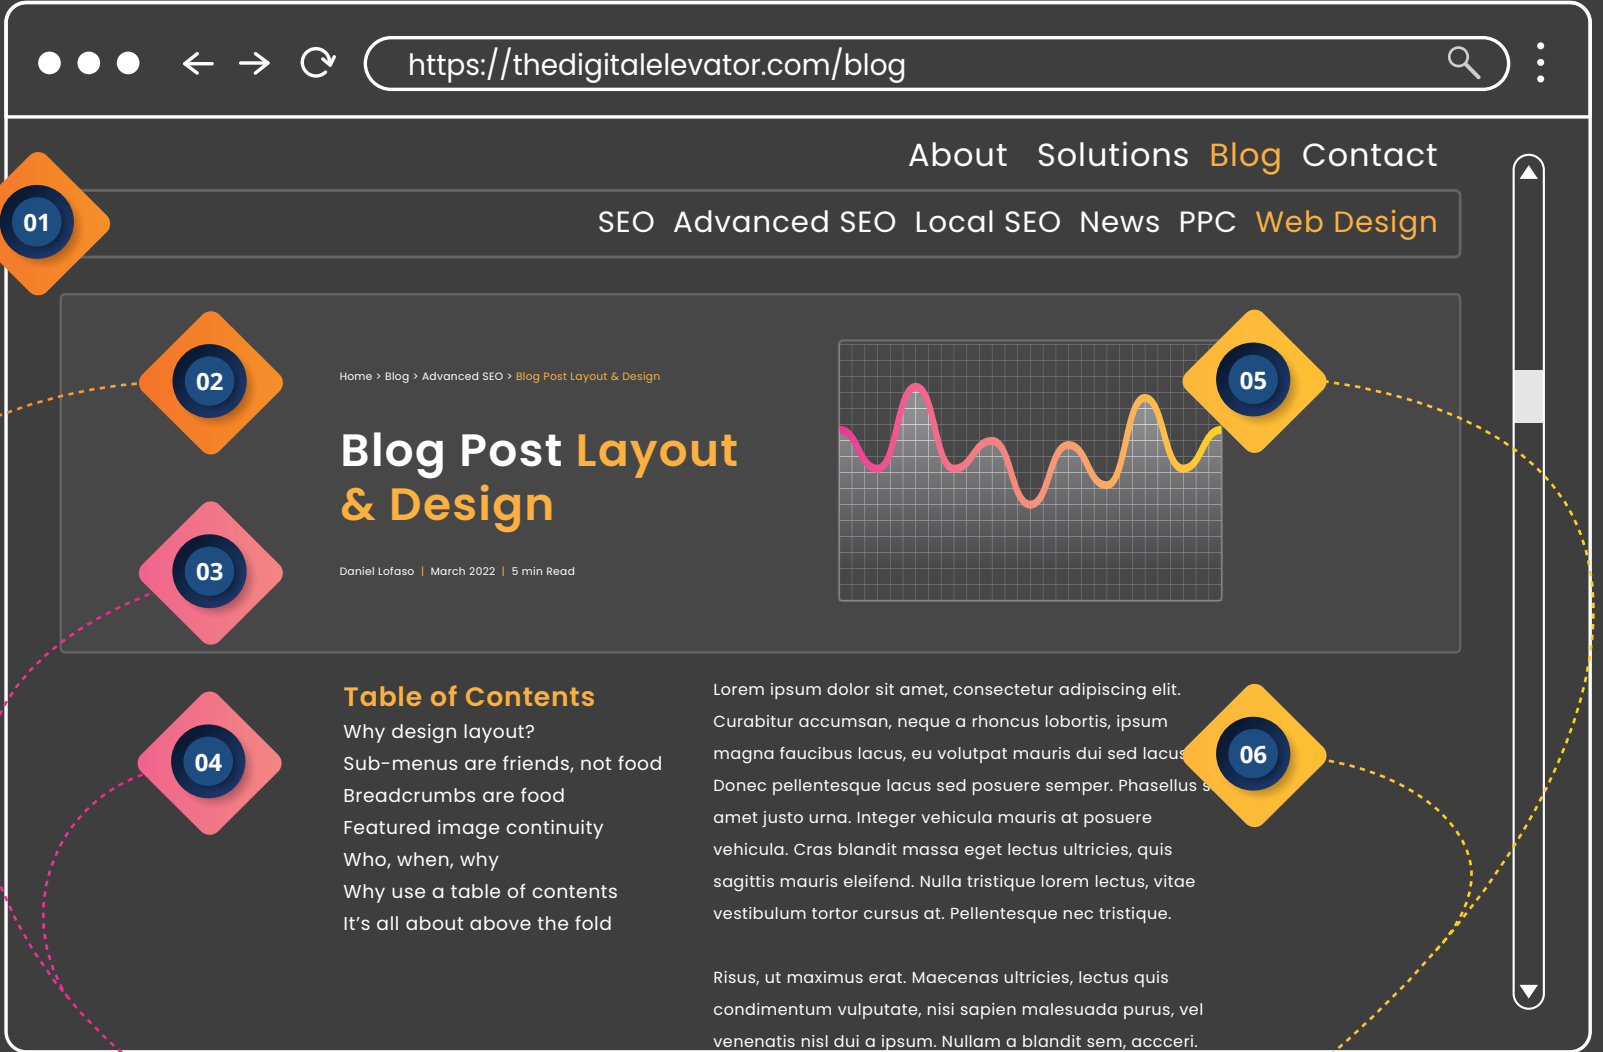 https://thedigitalelevator.com/blog
About Solutions Blog Contact
01
SEO Advanced SEO Local SEO News PPC Web Design
02
Home > Blog > Advanced SEO > Blog Post Layout & Design
05
Blog Post Layout
& Design
03
Daniel Lofaso | March 2022 | 5 min Read
04
Table of Contents
Why design layout?
Sub-menus are friends, not food
Breadcrumbs are food
Featured image continuity
Who, when, why
Why use a table of contents
It's all about above the fold
Lorem ipsum dolor sit amet, consectetur adipiscing elit.
Curabitur accumsan, neque a rhoncus lobortis, ipsum
magna faucibus lacus, eu volutpat mauris dui sed lacus
Donec pellentesque lacus sed posuere semper. Phasellus
amet justo urna. Integer vehicula mauris at posuere
vehicula. Cras blandit massa eget lectus ultricies, quis
sagittis mauris eleifend. Nulla tristique lorem lectus, vitae
vestibulum tortor cursus at. Pellentesque nec tristique.
06
Risus, ut maximus erat. Maecenas ultricies, lectus quis
condimentum vulputate, nisi sapien malesuada purus, vel
venenatis nisl dui a ipsum. Nullam a blandit sem, accceri.